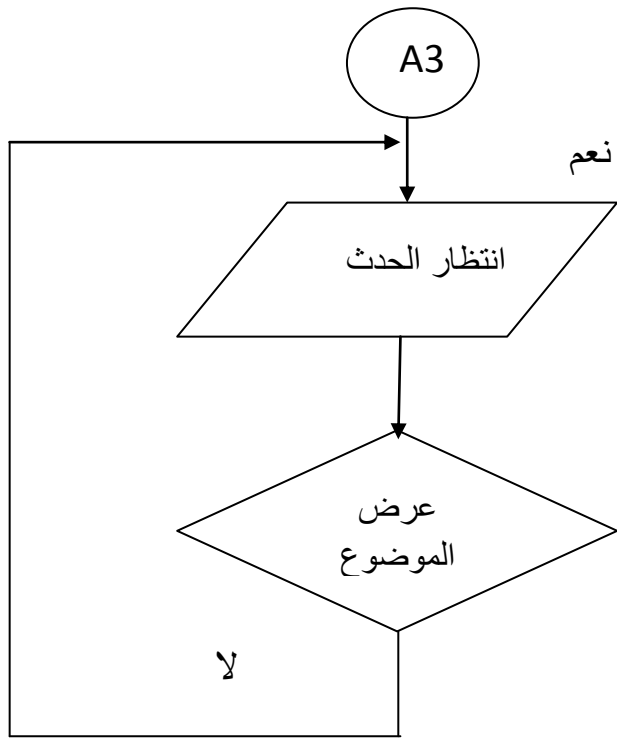 A3
نعم
انتظار الحدث
عرض
الموضوع
لا